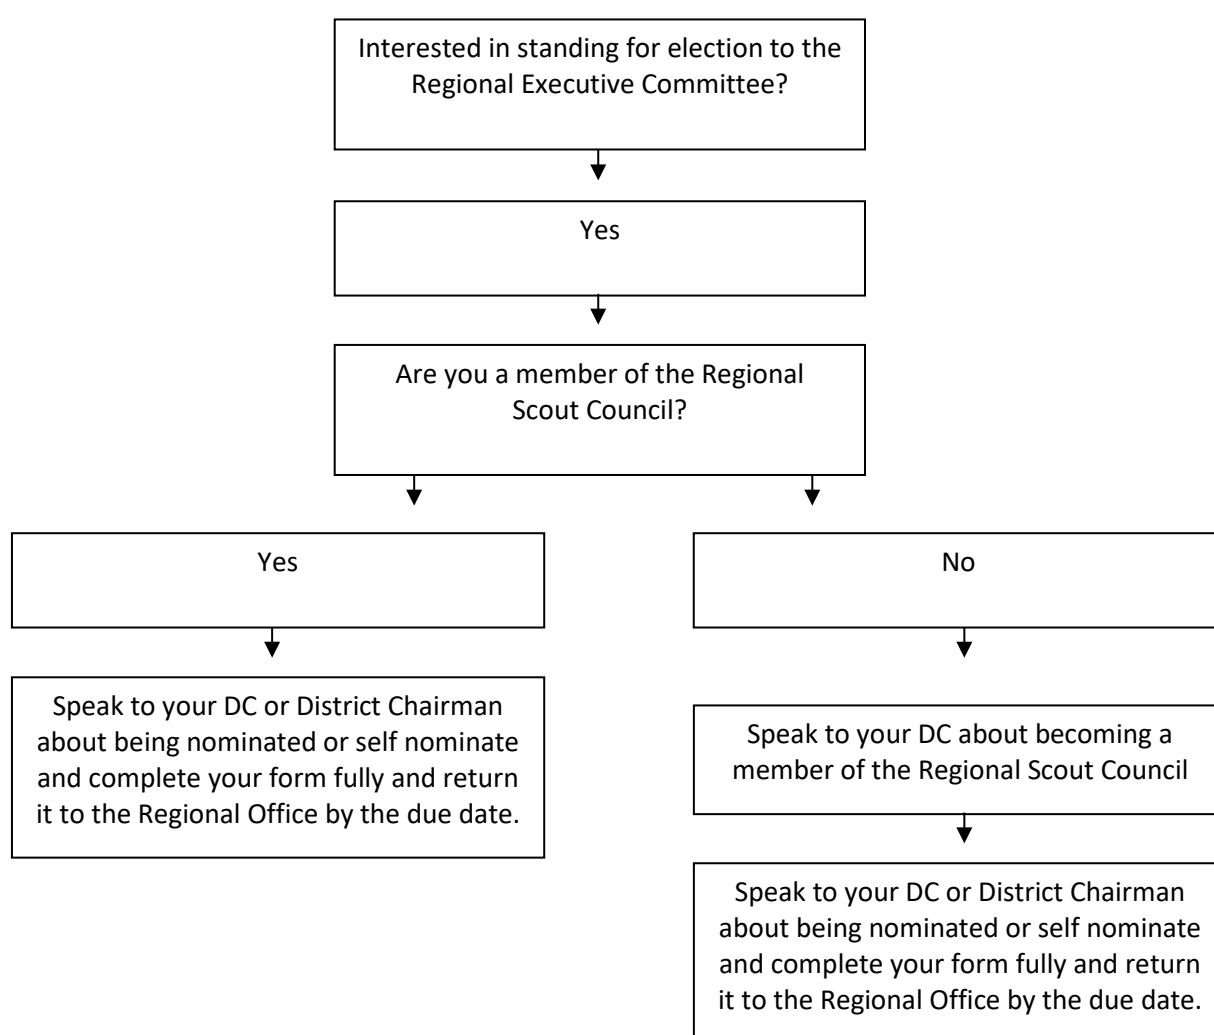 Interested in standing for election to the
Regional Executive Committee?
Yes
Are you a member of the Regional
Scout Council?
Yes
No
Speak to your DC or District Chairman
about being nominated or self nominate
and complete your form fully and return
it to the Regional Office by the due date.
Speak to your DC about becoming a
member of the Regional Scout Council
Speak to your DC or District Chairman
about being nominated or self nominate
and complete your form fully and return
it to the Regional Office by the due date.